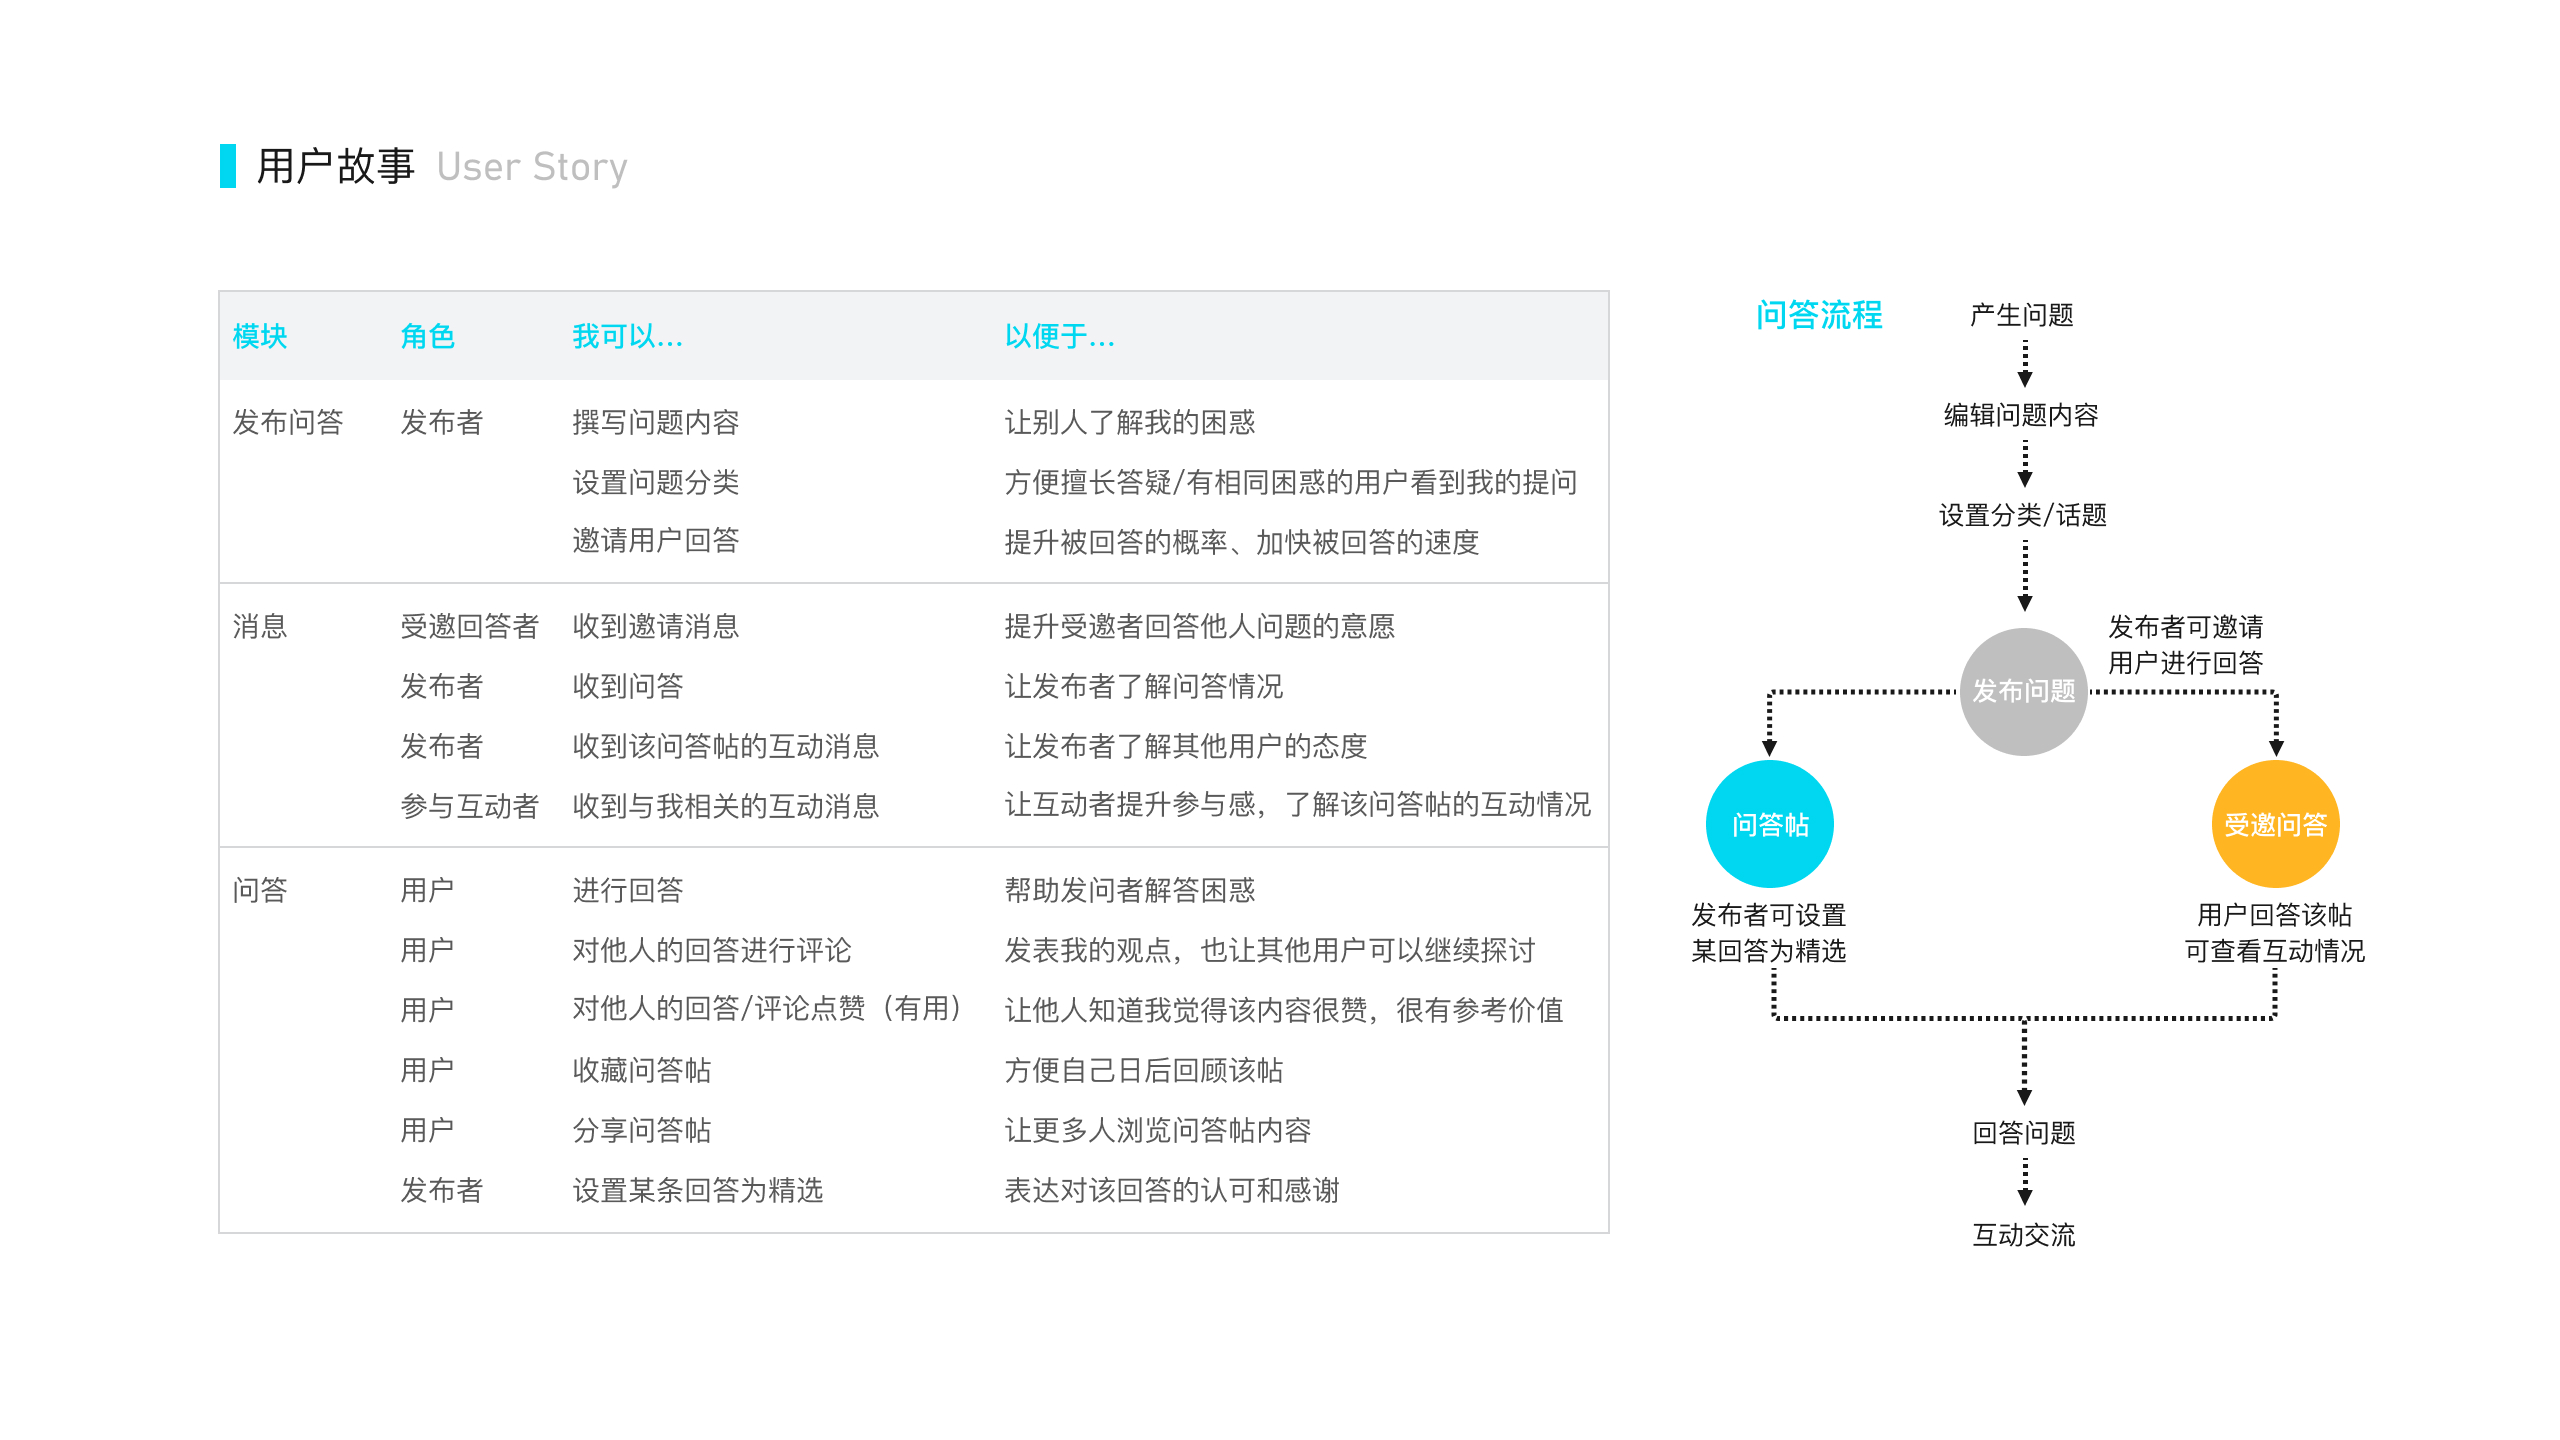 用户故事 User Story
模块 角色 我可以... 以便于...
发布问答 发布者 撰写问题内容 让别人了解我的困惑
设置问题分类 方便擅长答疑/有相同困惑的用户看到我的提问
邀请用户回答 提升被回答的概率、加快被回答的速度
消息 受邀回答者 收到邀请消息 提升受邀者回答他人问题的意愿
发布者 收到问答 让发布者了解问答情况
发布者 收到该问答帖的互动消息 让发布者了解其他用户的态度
参与互动者 收到与我相关的互动消息 让互动者提升参与感，了解该问答帖的互动情况
问答 用户 进行回答 帮助发问者解答困惑
用户 对他人的回答进行评论 发表我的观点，也让其他用户可以继续探讨
用户 对他人的回答/评论点赞（有用） 让他人知道我觉得该内容很赞，很有参考价值
用户 收藏问答帖 方便自己日后回顾该帖
用户 分享问答帖 让更多人浏览问答帖内容
发布者 设置某条回答为精选 表达对该回答的认可和感谢
问答流程
产生问题
编辑问题内容
设置分类/话题
发布者可邀请
用户进行回答
发布问题
问答帖
受邀问答
发布者可设置
某回答为精选
用户回答该帖
可查看互动情况
回答问题
互动交流